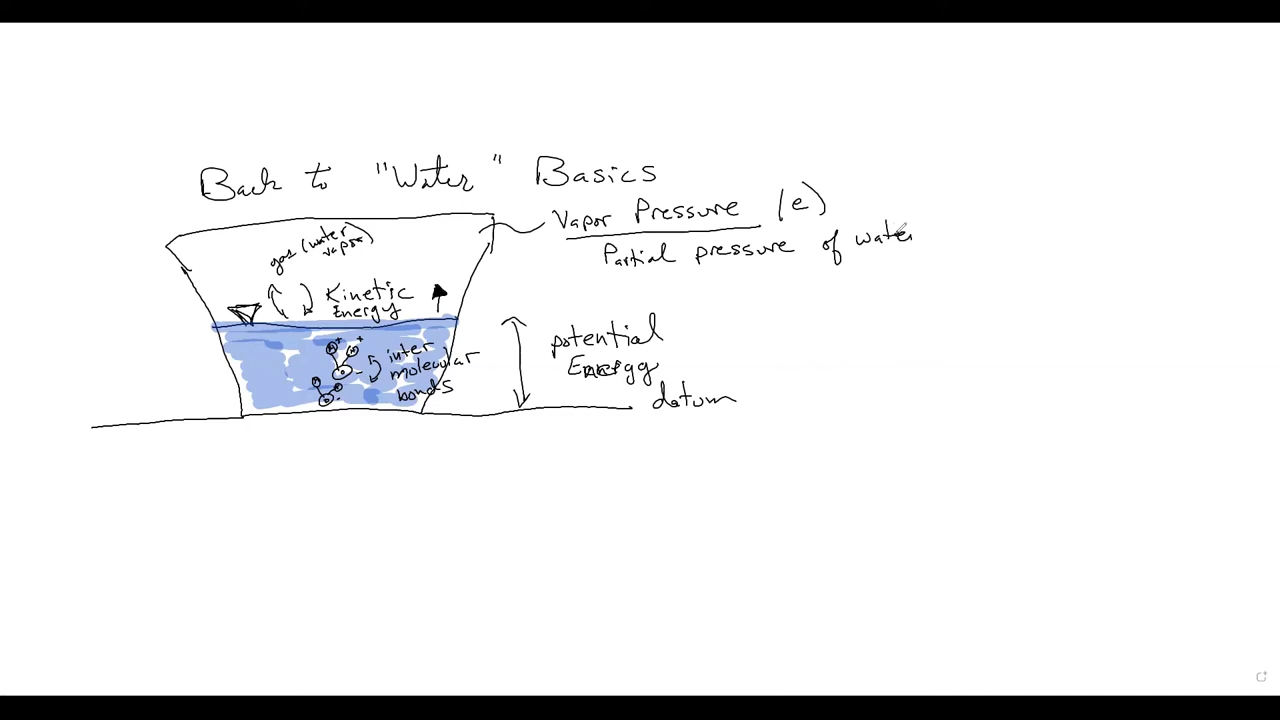 Back to "Water" Basics
Vapor Pressure (e)
Partial pressure of water
gas (water
vapor)
Kinetic
Energy
H+ H+
O-
inter
molecular
bonds
potential
Energy
datum